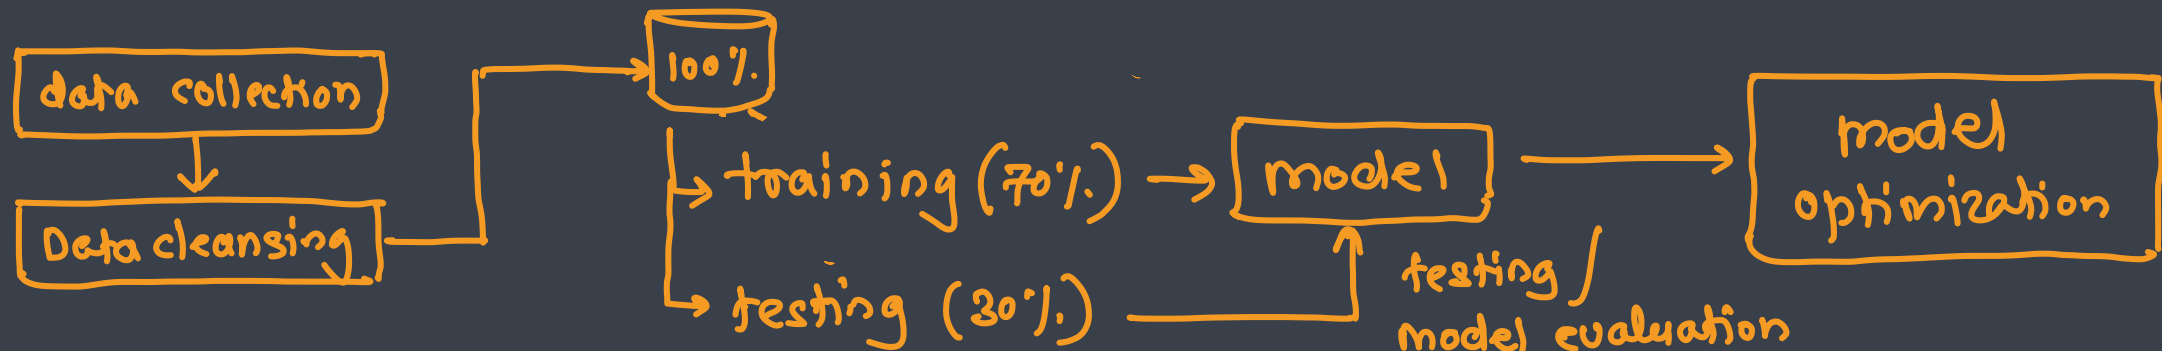 data collection
Data cleansing
100%.
training (70%.)
testing (30%.)
model
testing /
model evaluation
model
optimization